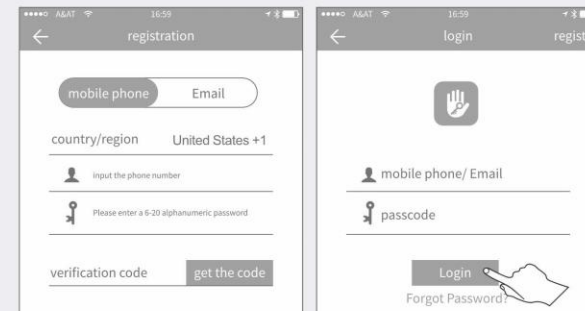 A&AT 16:59
registration
mobile phone Email
country/region United States +1
input the phone number
Please enter a 6-20 alphanumeric password
verification code get the code
A&AT 16:59
login regist
mobile phone/ Email
passcode
Login
Forgot Password?